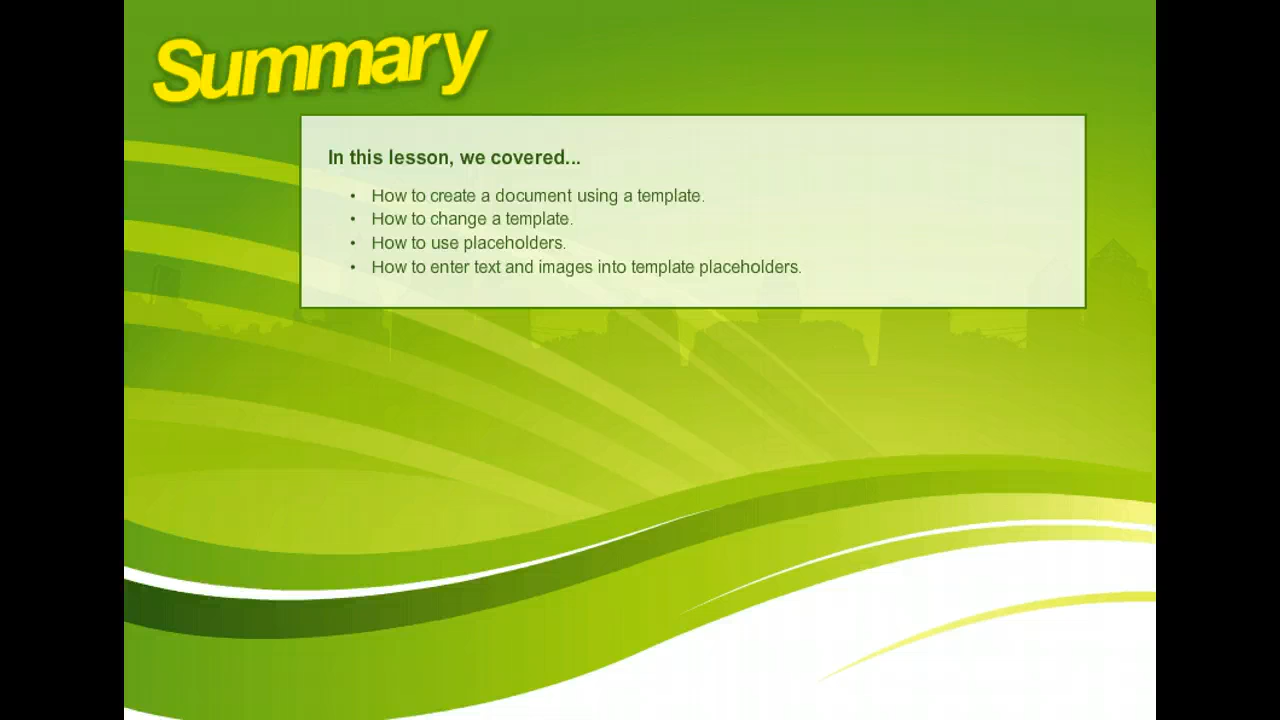 Summary
In this lesson, we covered...
• How to create a document using a template.
• How to change a template.
• How to use placeholders.
• How to enter text and images into template placeholders.